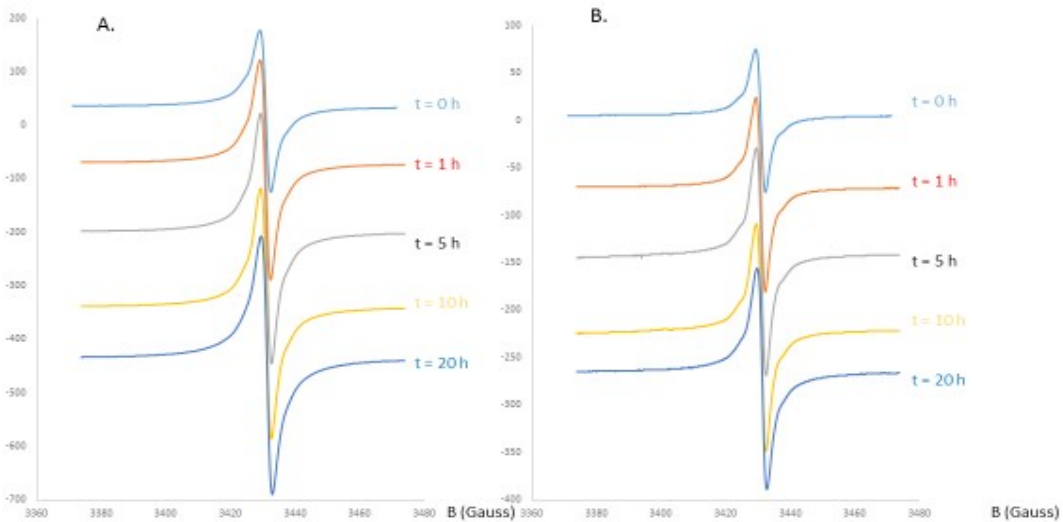 A.
200
100
0
-100
-200
-300
-400
-500
-600
-700
3360
3380
3400
3420
3440
3460
3480
B (Gauss)
t = 0 h
t = 1 h
t = 5 h
t = 10 h
t = 20 h
B.
100
50
0
-50
-100
-150
-200
-250
-300
-350
-400
3360
3380
3400
3420
3440
3460
3480
B (Gauss)
t = 0 h
t = 1 h
t = 5 h
t = 10 h
t = 20 h